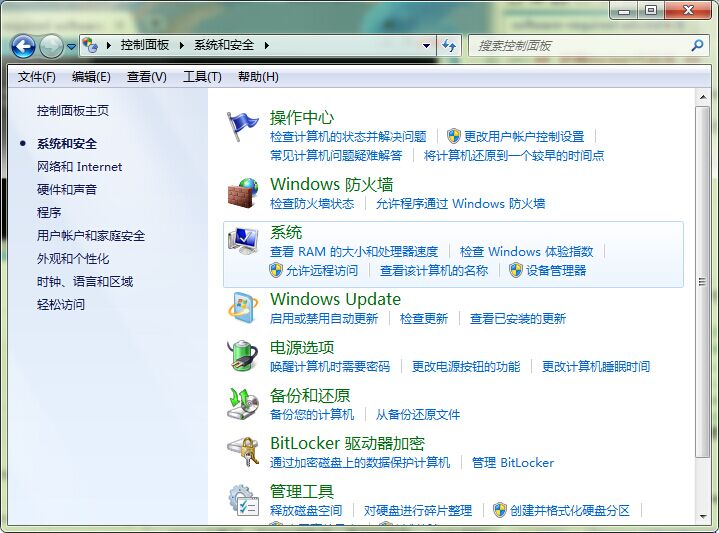 控制面板 系统和安全
搜索控制面板
文件(F) 编辑(E) 查看(V) 工具(T) 帮助(H)
控制面板主页
系统和安全
网络和 Internet
硬件和声音
程序
用户帐户和家庭安全
外观和个性化
时钟、语言和区域
轻松访问
操作中心
检查计算机的状态并解决问题 更改用户帐户控制设置
常见计算机问题疑难解答 将计算机还原到一个较早的时间点
Windows 防火墙
检查防火墙状态 允许程序通过 Windows 防火墙
系统
查看 RAM 的大小和处理器速度 检查 Windows 体验指数
允许远程访问 查看该计算机的名称 设备管理器
Windows Update
启用或禁用自动更新 检查更新 查看已安装的更新
电源选项
唤醒计算机时需要密码 更改电源按钮的功能 更改计算机睡眠时间
备份和还原
备份您的计算机 从备份还原文件
BitLocker 驱动器加密
通过加密磁盘上的数据保护计算机 管理 BitLocker
管理工具
释放磁盘空间 对硬盘进行碎片整理 创建并格式化硬盘分区